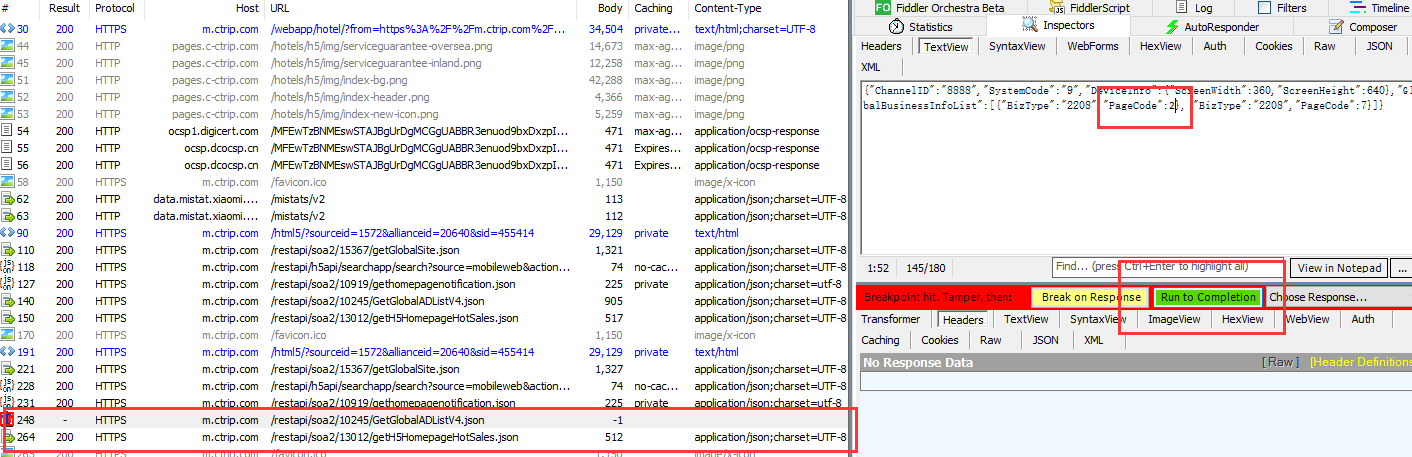 # Result Protocol Host URL Body Caching Content-Type
30 200 HTTPS m.ctrip.com /webapp/hotel/?from=https%3A%2F%2Fm.ctrip.com%2F... 34,504 private... text/html;charset=UTF-8
44 200 HTTP pages.c-ctrip.com /hotels/h5/img/serviceguarantee-oversea.png 14,673 max-ag... image/png
45 200 HTTP pages.c-ctrip.com /hotels/h5/img/serviceguarantee-inland.png 12,258 max-ag... image/png
51 200 HTTP pages.c-ctrip.com /hotels/h5/img/index-bg.png 42,288 max-ag... image/png
52 200 HTTP pages.c-ctrip.com /hotels/h5/img/index-header.png 4,366 max-ag... image/png
53 200 HTTP pages.c-ctrip.com /hotels/h5/img/index-new-icon.png 5,259 max-ag... image/png
54 200 HTTP ocsp1.digicert.com /MFEwTzBNMEswSTAJBgUrDgMCGgUABBR3enuod9bxDxzpI... 471 max-ag... application/ocsp-response
55 200 HTTP ocsp.dcocsp.cn /MFEwTzBNMEswSTAJBgUrDgMCGgUABBR3enuod9bxDxzpI... 471 Expires... application/ocsp-response
56 200 HTTP ocsp.dcocsp.cn /MFEwTzBNMEswSTAJBgUrDgMCGgUABBR3enuod9bxDxzpI... 471 Expires... application/ocsp-response
58 200 HTTPS m.ctrip.com /favicon.ico 1,150 image/x-icon
62 200 HTTP data.mistat.xiaomi.... /mistats/v2 113 application/json;charset=UTF-8
63 200 HTTP data.mistat.xiaomi.... /mistats/v2 112 application/json;charset=UTF-8
90 200 HTTPS m.ctrip.com /html5/?sourceid=1572&allianceid=20640&sid=455414 29,129 private text/html
110 200 HTTPS m.ctrip.com /restapi/soa2/15367/getGlobalSite.json 1,321 application/json;charset=UTF-8
118 200 HTTPS m.ctrip.com /restapi/h5api/searchapp/search?source=mobileweb&action... 74 no-cac... application/json;charset=UTF-8
127 200 HTTPS m.ctrip.com /restapi/soa2/10919/gethomepagenotification.json 225 private application/json;charset=utf-8
140 200 HTTPS m.ctrip.com /restapi/soa2/10245/GetGlobalADListV4.json 905 application/json;charset=UTF-8
150 200 HTTPS m.ctrip.com /restapi/soa2/13012/getH5HomepageHotSales.json 517 application/json;charset=UTF-8
170 200 HTTPS m.ctrip.com /favicon.ico 1,150 image/x-icon
191 200 HTTPS m.ctrip.com /html5/?sourceid=1572&allianceid=20640&sid=455414 29,129 private text/html
221 200 HTTPS m.ctrip.com /restapi/soa2/15367/getGlobalSite.json 1,327 application/json;charset=UTF-8
228 200 HTTPS m.ctrip.com /restapi/h5api/searchapp/search?source=mobileweb&action... 74 no-cac... application/json;charset=UTF-8
231 200 HTTPS m.ctrip.com /restapi/soa2/10919/gethomepagenotification.json 225 private application/json;charset=utf-8
248 - HTTPS m.ctrip.com /restapi/soa2/10245/GetGlobalADListV4.json -1
264 200 HTTPS m.ctrip.com /restapi/soa2/13012/getH5HomepageHotSales.json 512 application/json;charset=UTF-8
FO Fiddler Orchestra Beta FiddlerScript Log Filters Timeline
Statistics Inspectors AutoResponder Composer
Headers TextView SyntaxView WebForms HexView Auth Cookies Raw JSON
XML
{"ChannelID":"8888","SystemCode":"9","DeviceInfo":{"ScreenWidth":360,"ScreenHeight":640},"Gl
balBusinessInfoList":[{"BizType":"2208" "PageCode":2}, "BizType":"2208","PageCode":7}]}
1:52 145/180 Find... (press Ctrl+Enter to highlight all) View in Notepad ...
Breakpoint hit. Tamper, then: Break on Response Run to Completion Choose Response...
Transformer Headers TextView SyntaxView ImageView HexView WebView Auth
Caching Cookies Raw JSON XML
No Response Data [ Raw ] [Header Definitions